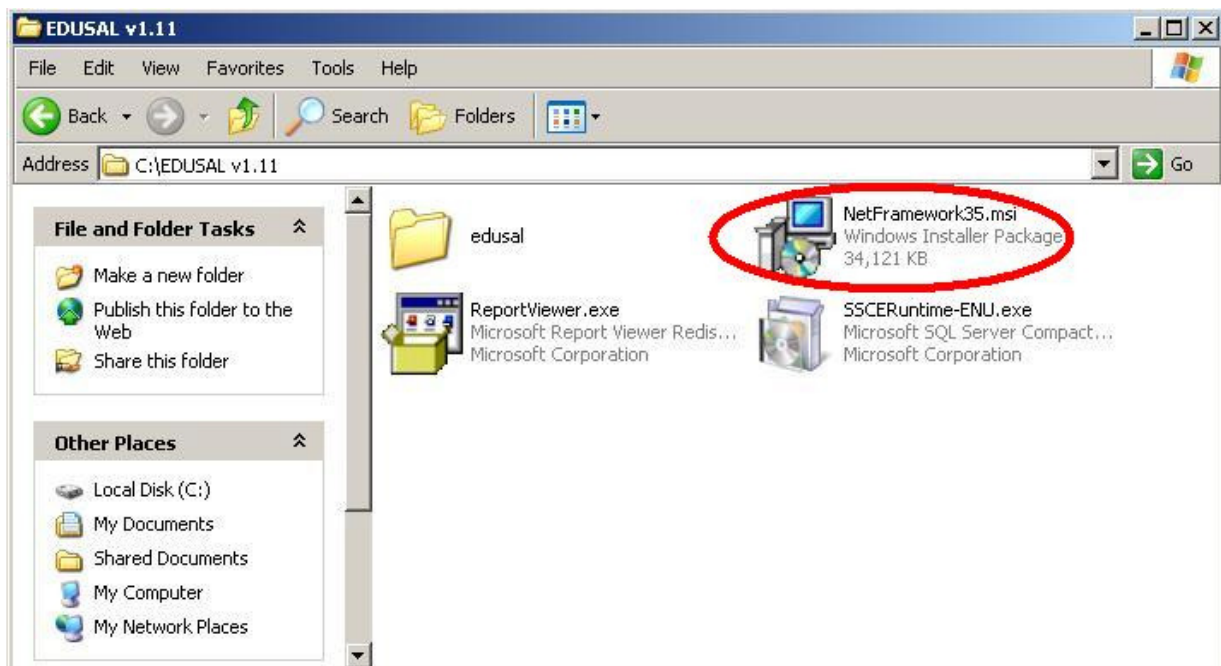 EDUSAL v1.11
File Edit View Favorites Tools Help
Back Search Folders
Address C:\EDUSAL v1.11 Go
File and Folder Tasks
Make a new folder
Publish this folder to the
Web
Share this folder
Other Places
Local Disk (C:)
My Documents
Shared Documents
My Computer
My Network Places
edusal
NetFramework35.msi
Windows Installer Package
34,121 KB
ReportViewer.exe
Microsoft Report Viewer Redis...
Microsoft Corporation
SSCERuntime-ENU.exe
Microsoft SQL Server Compact...
Microsoft Corporation